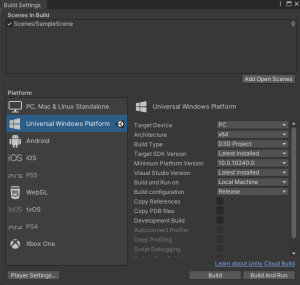 Build Settings
Scenes In Build
✓ Scenes/SampleScene 0
Add Open Scenes
Platform
PC, Mac & Linux Standalone
Universal Windows Platform
Android
iOS iOS
PS5 PS5
WebGL
tvOS tvOS
PS4 PS4
Xbox One
Universal Windows Platform
Target Device PC
Architecture x64
Build Type D3D Project
Target SDK Version Latest installed
Minimum Platform Version 10.0.10240.0
Visual Studio Version Latest installed
Build and Run on Local Machine
Build configuration Release
Copy References
Copy PDB files
Development Build
Autoconnect Profiler
Deep Profiling
Script Debugging
Learn about Unity Cloud Build
Player Settings...
Build
Build And Run